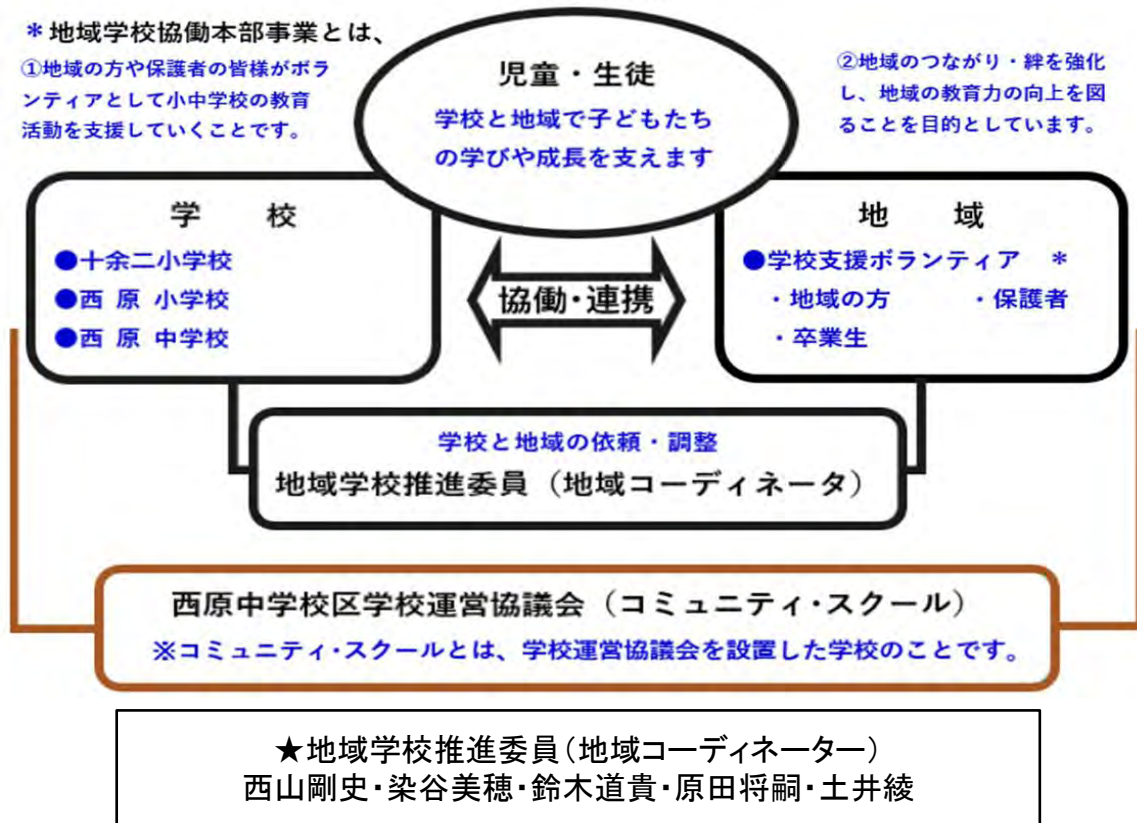 *地域学校協働本部事業とは、
①地域の方や保護者の皆様がボラ
ンティアとして小中学校の教育
活動を支援していくことです。
児童・生徒
学校と地域で子どもたち
の学びや成長を支えます
②地域のつながり・絆を強化
し、地域の教育力の向上を図
ることを目的としています。
学 校
●十余二小学校
●西 原 小学校
●西 原 中学校
協働・連携
地 域
●学校支援ボランティア *
・地域の方 ・保護者
・卒業生
学校と地域の依頼・調整
地域学校推進委員（地域コーディネータ）
西原中学校区学校運営協議会（コミュニティ・スクール）
※コミュニティ・スクールとは、学校運営協議会を設置した学校のことです。
★地域学校推進委員(地域コーディネーター)
西山剛史・染谷美穂・鈴木道貴・原田将嗣・土井綾